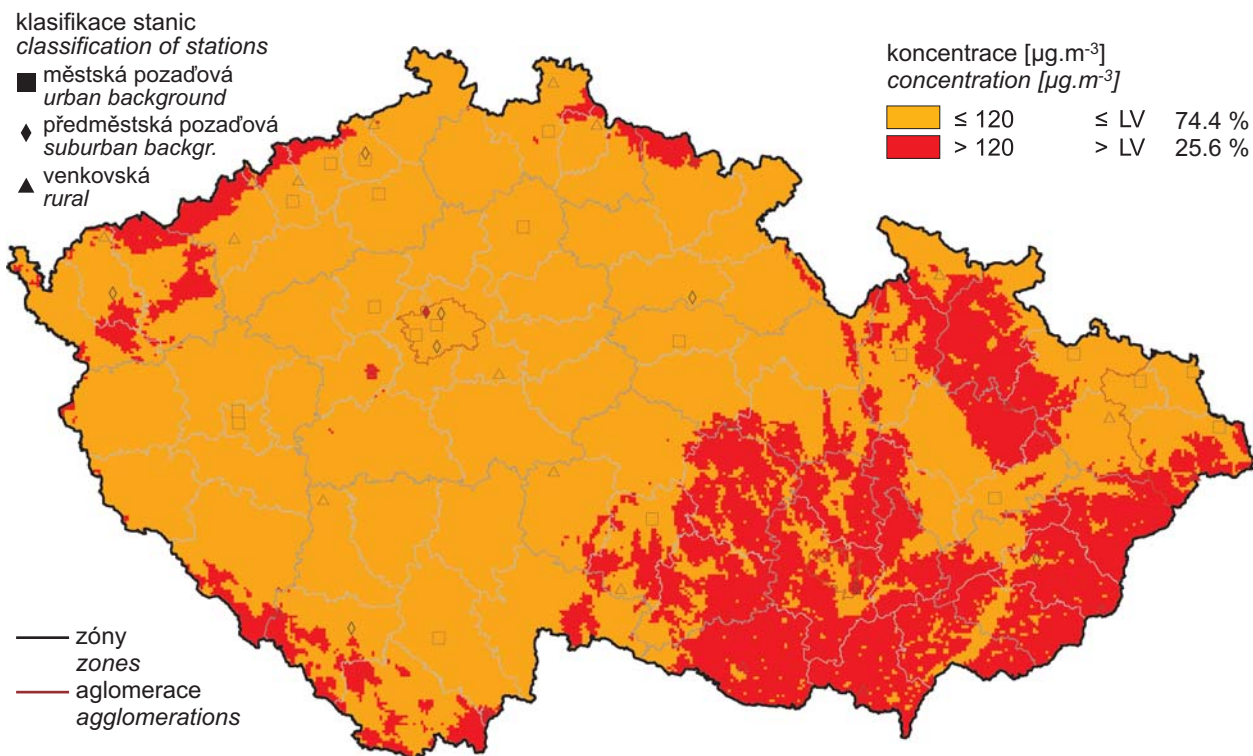 klasifikace stanic
classification of stations
městská pozaďová
urban background
předměstská pozaďová
suburban backgr.
venkovská
rural
koncentrace [µg.m⁻³]
concentration [µg.m⁻³]
≤ 120 ≤ LV 74.4 %
> 120 > LV 25.6 %
zóny
zones
aglomerace
agglomerations